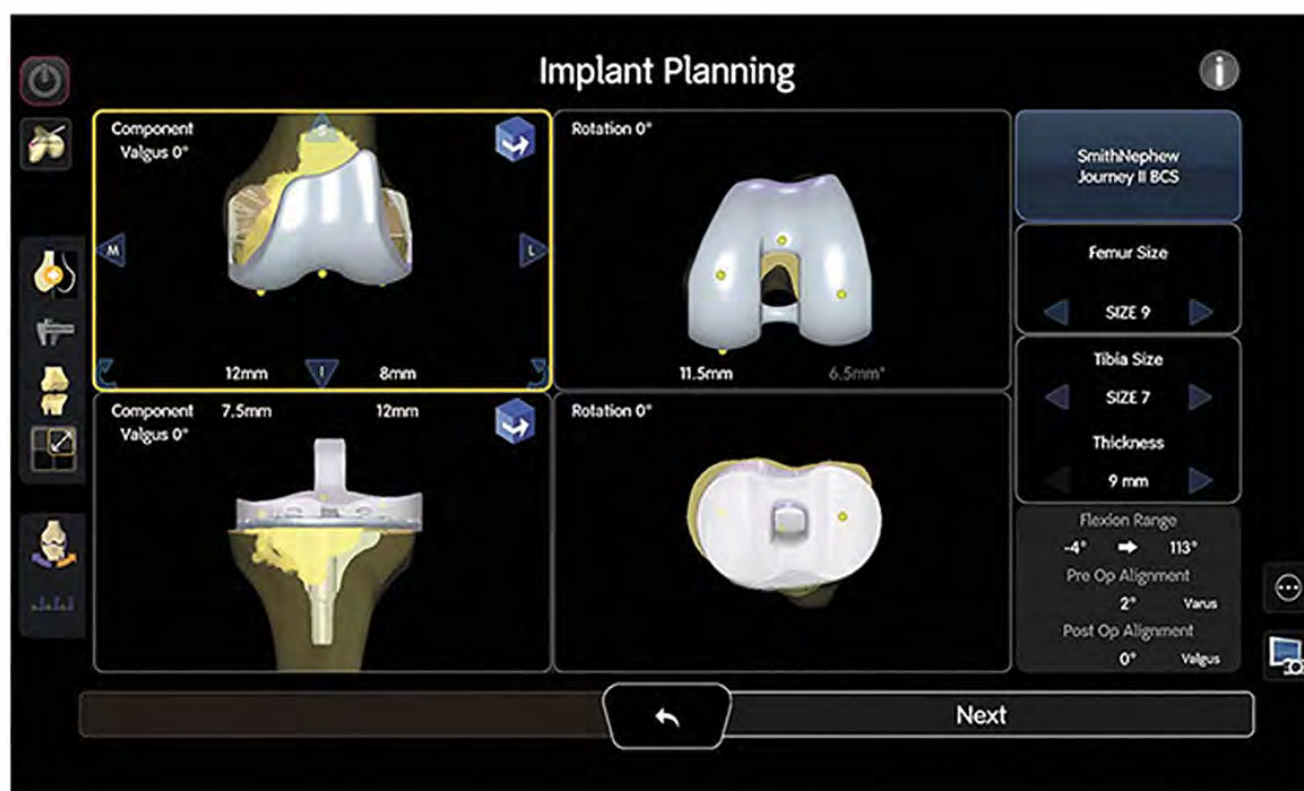 Implant Planning
i
Component
Valgus 0°
S
M
L
12mm
I
8mm
Rotation 0°
11.5mm
6.5mm*
Component
Valgus 0°
7.5mm
12mm
Rotation 0°
SmithNephew
Journey II BCS
Femur Size
SIZE 9
Tibia Size
SIZE 7
Thickness
9 mm
Flexion Range
-4°
113°
Pre Op Alignment
2° Varus
Post Op Alignment
0° Valgus
Next